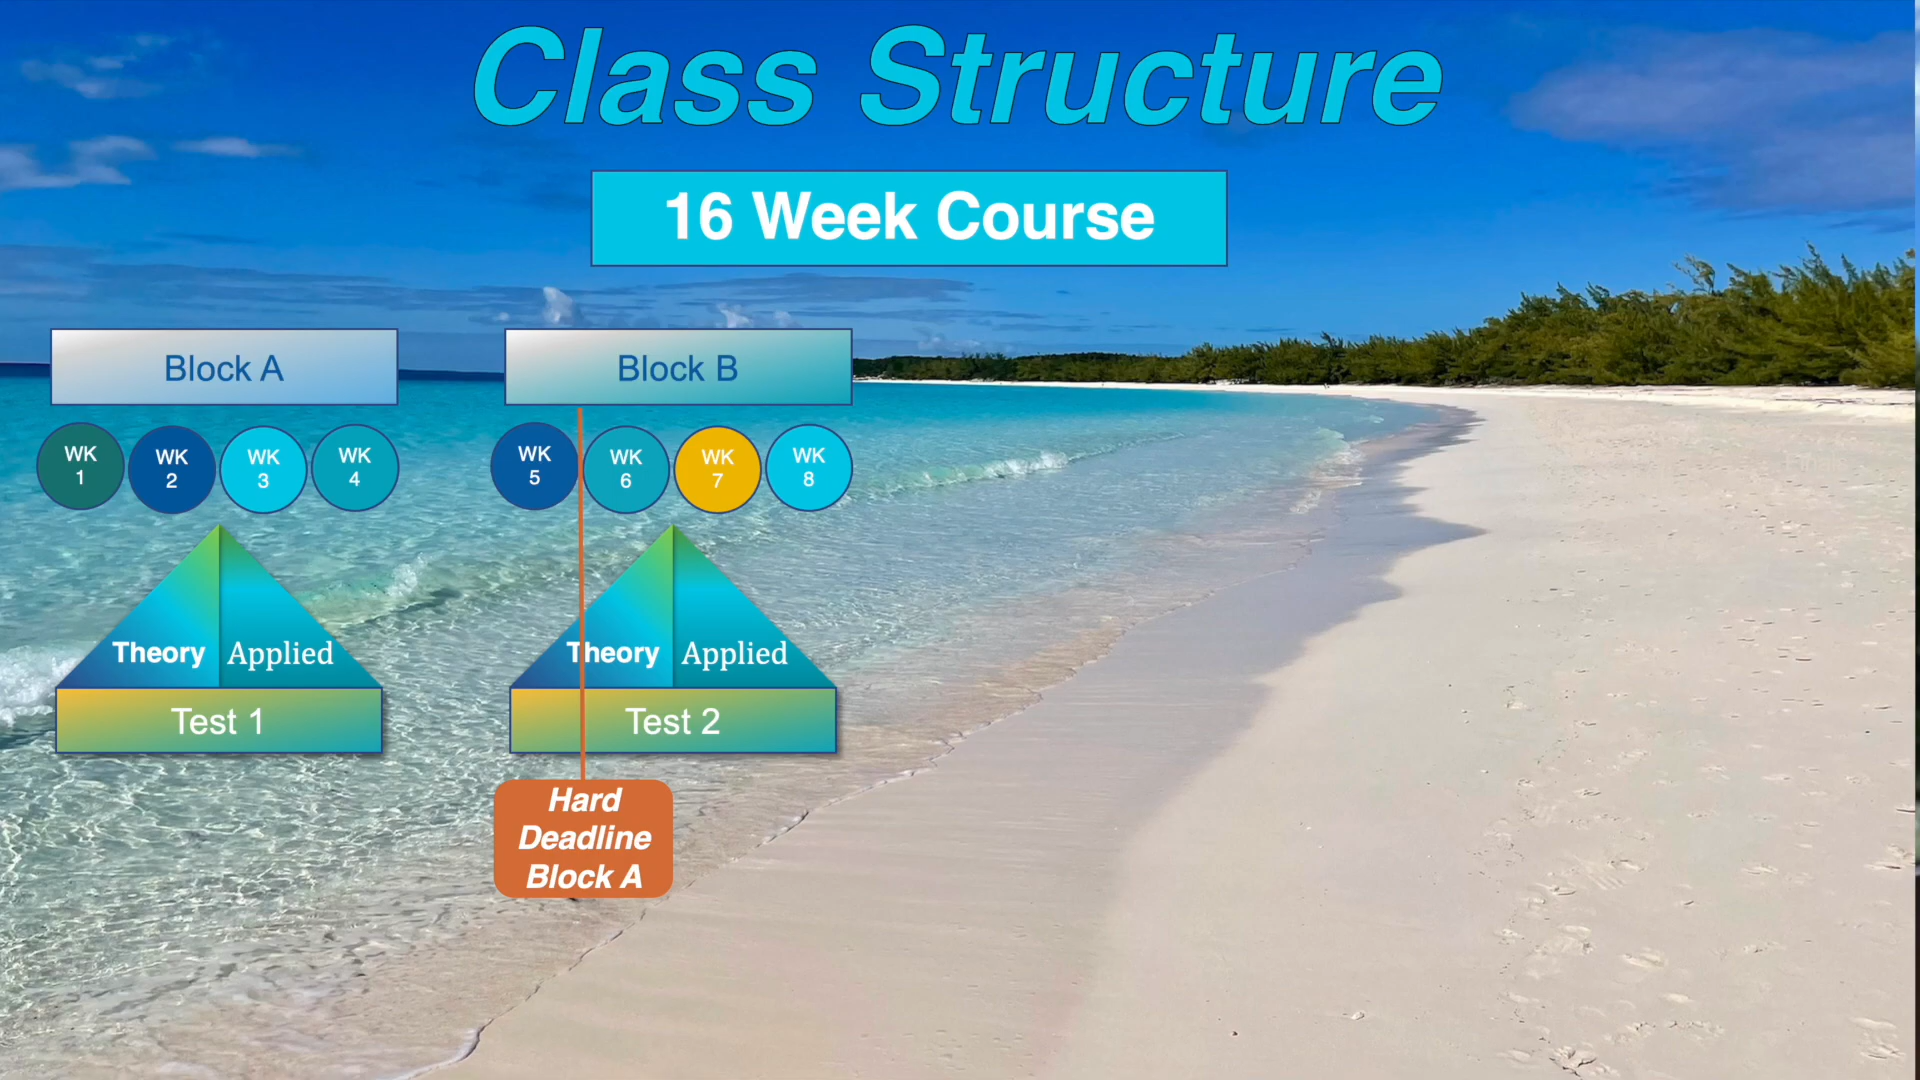 Class Structure
16 Week Course
Block A
Block B
WK
1
WK
2
WK
3
WK
4
WK
5
WK
6
WK
7
WK
8
Theory
Applied
Theory
Applied
Test 1
Test 2
Hard
Deadline
Block A